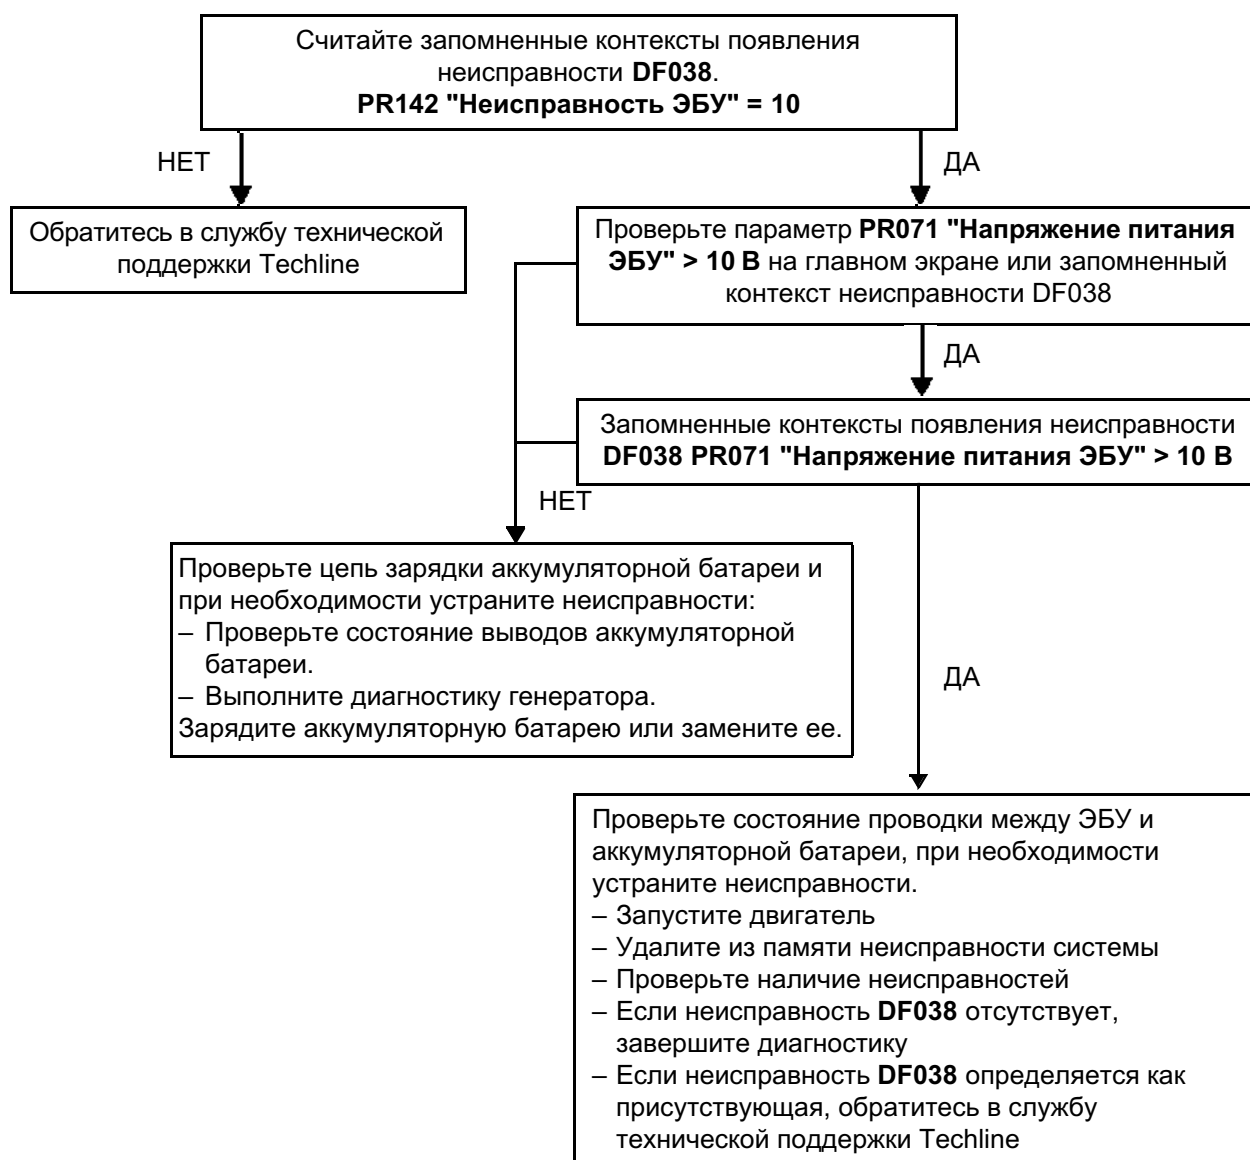 Считайте запомненные контексты появления
неисправности DF038.
PR142 "Неисправность ЭБУ" = 10
НЕТ
ДА
Обратитесь в службу технической
поддержки Techline
Проверьте параметр PR071 "Напряжение питания
ЭБУ" > 10 В на главном экране или запомненный
контекст неисправности DF038
ДА
Запомненные контексты появления неисправности
DF038 PR071 "Напряжение питания ЭБУ" > 10 В
НЕТ
Проверьте цепь зарядки аккумуляторной батареи и
при необходимости устраните неисправности:
– Проверьте состояние выводов аккумуляторной
батареи.
– Выполните диагностику генератора.
Зарядите аккумуляторную батарею или замените ее.
ДА
Проверьте состояние проводки между ЭБУ и
аккумуляторной батареи, при необходимости
устраните неисправности.
– Запустите двигатель
– Удалите из памяти неисправности системы
– Проверьте наличие неисправностей
– Если неисправность DF038 отсутствует,
завершите диагностику
– Если неисправность DF038 определяется как
присутствующая, обратитесь в службу
технической поддержки Techline